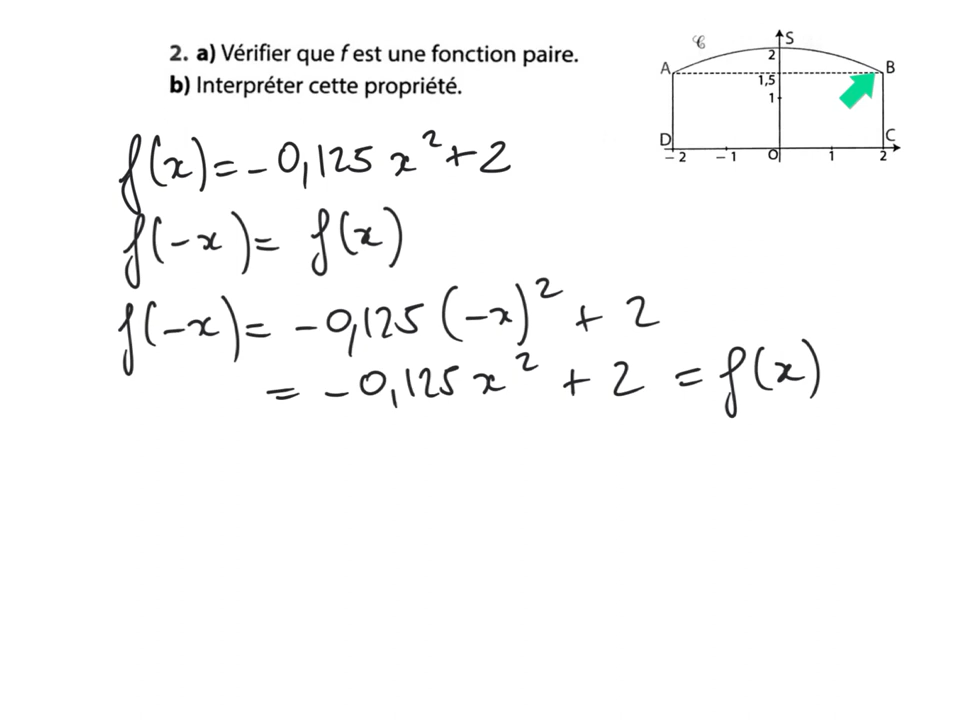 2. a) Vérifier que f est une fonction paire.
b) Interpréter cette propriété.
𝒞 S
2
A B
1,5
1
D C
– 2 – 1 O 1 2
f(x) = - 0,125 x² + 2
f(-x) = f(x)
f(-x) = - 0,125 (-x)² + 2
= - 0,125 x² + 2 = f(x)